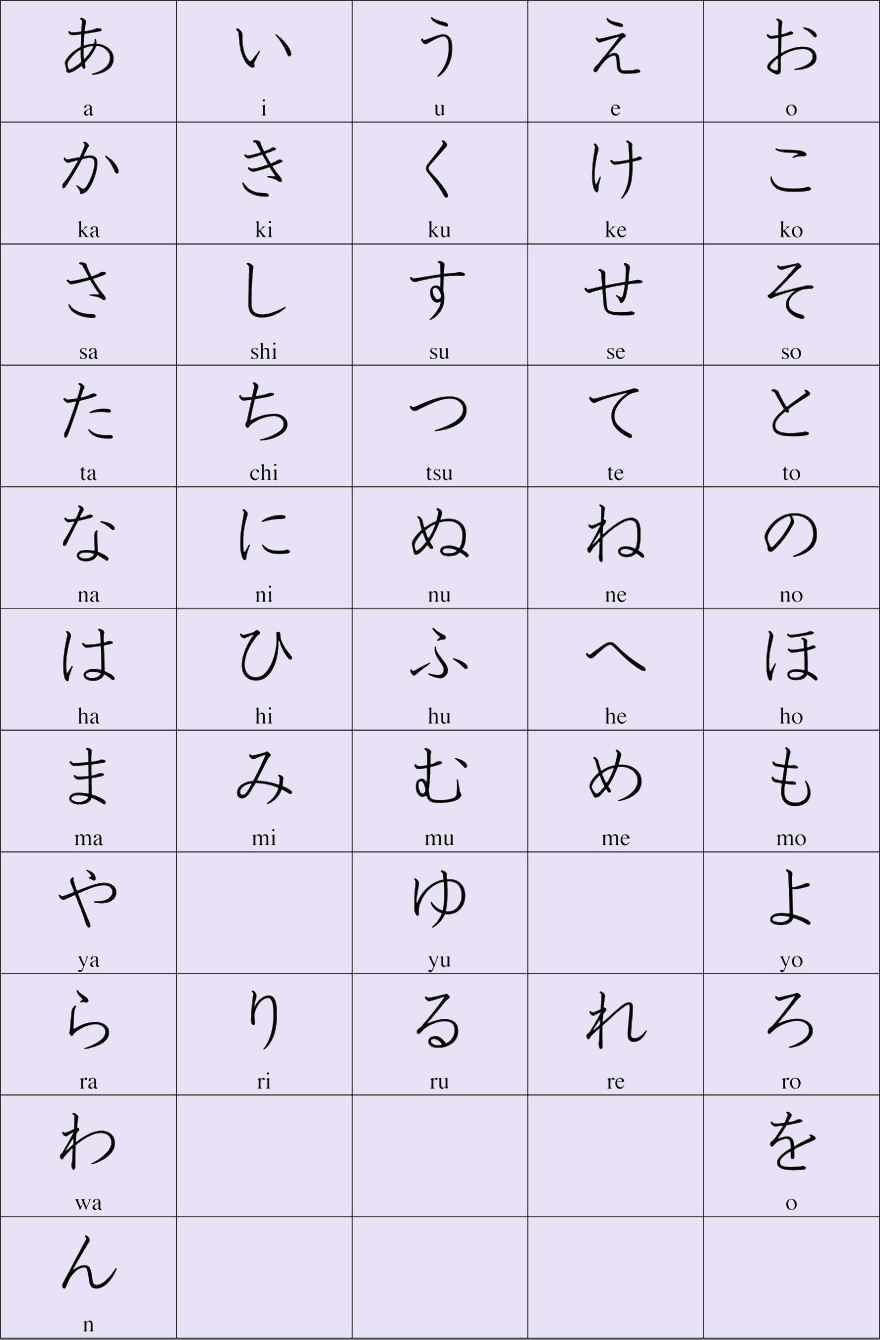 あ い う え お
a i u e o
か き く け こ
ka ki ku ke ko
さ し す せ そ
sa shi su se so
た ち つ て と
ta chi tsu te to
な に ぬ ね の
na ni nu ne no
は ひ ふ へ ほ
ha hi hu he ho
ま み む め も
ma mi mu me mo
や ゆ よ
ya yu yo
ら り る れ ろ
ra ri ru re ro
わ を
wa o
ん
n